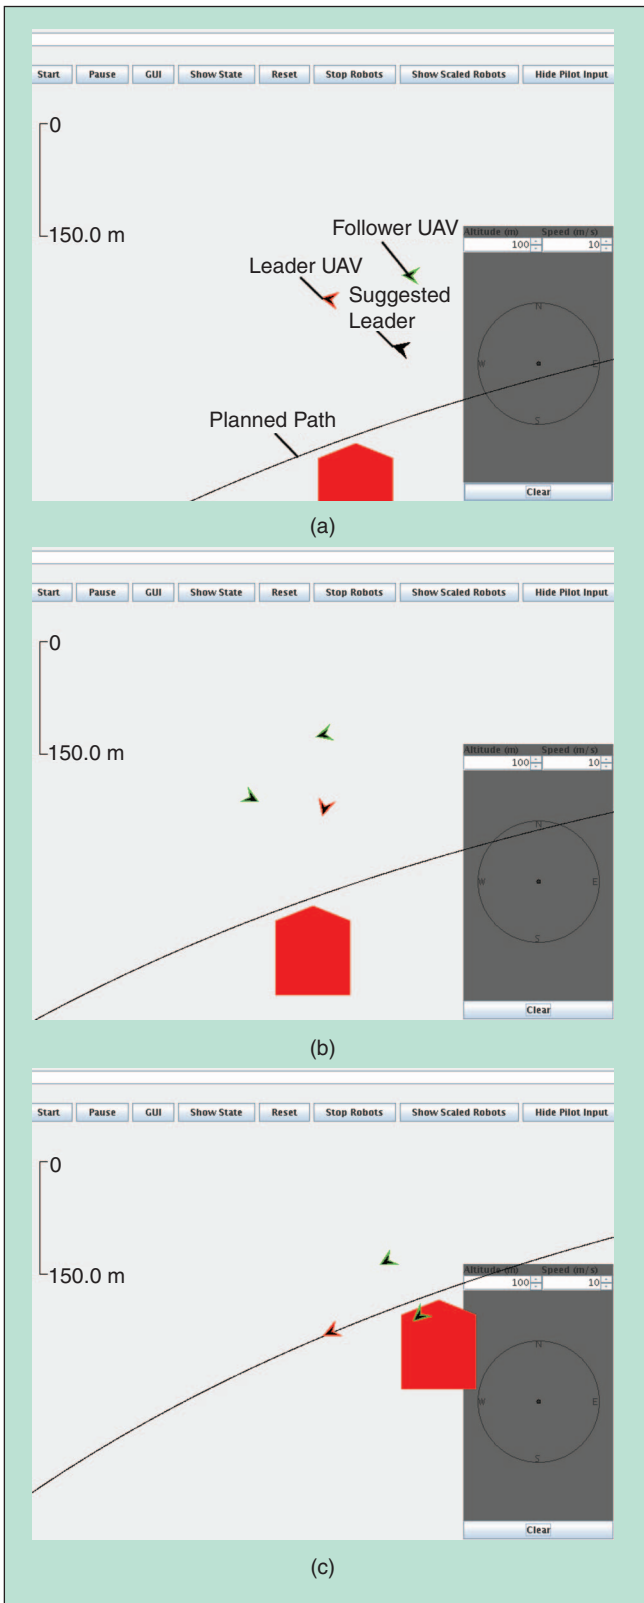 Start Pause GUI Show State Reset Stop Robots Show Scaled Robots Hide Pilot Input
0
150.0 m
Follower UAV
Leader UAV
Suggested
Leader
Planned Path
Altitude (m) Speed (m/s)
100 10
N
W E
S
Clear
(a)
Start Pause GUI Show State Reset Stop Robots Show Scaled Robots Hide Pilot Input
0
150.0 m
Altitude (m) Speed (m/s)
100 10
N
W E
S
Clear
(b)
Start Pause GUI Show State Reset Stop Robots Show Scaled Robots Hide Pilot Input
0
150.0 m
Altitude (m) Speed (m/s)
100 10
N
W E
S
Clear
(c)